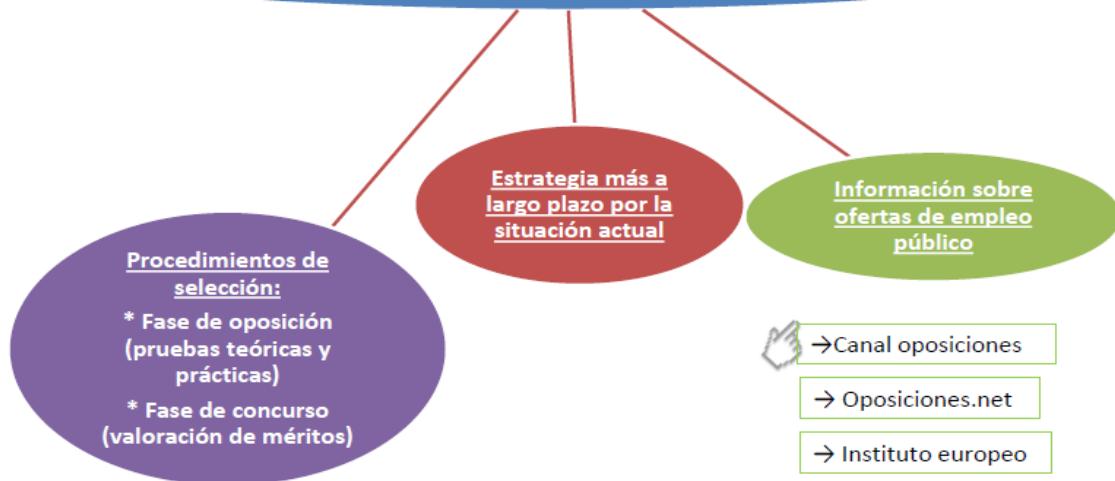 Procedimientos de
selección:
* Fase de oposición
(pruebas teóricas y
prácticas)
* Fase de concurso
(valoración de méritos)
Estrategia más a
largo plazo por la
situación actual
Información sobre
ofertas de empleo
público
→Canal oposiciones
→ Oposiciones.net
→ Instituto europeo